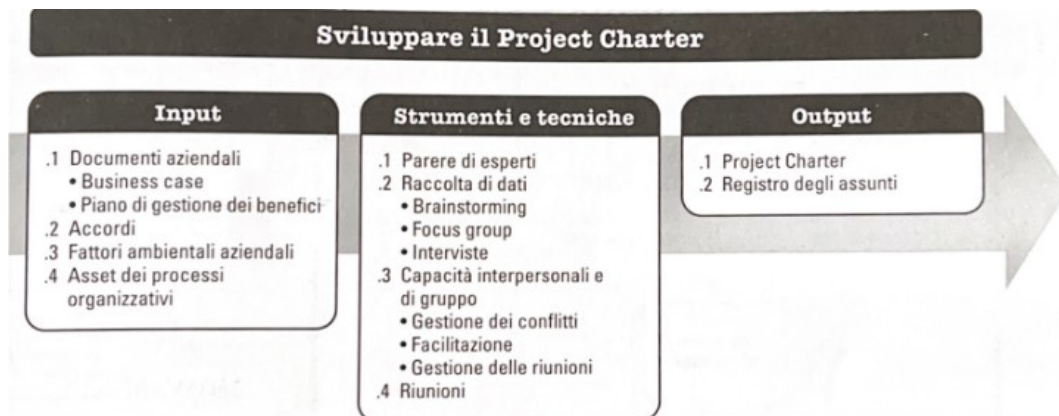 Sviluppare il Project Charter
Input
.1 Documenti aziendali
• Business case
• Piano di gestione dei benefici
.2 Accordi
.3 Fattori ambientali aziendali
.4 Asset dei processi
organizzativi
Strumenti e tecniche
.1 Parere di esperti
.2 Raccolta di dati
• Brainstorming
• Focus group
• Interviste
.3 Capacità interpersonali e
di gruppo
• Gestione dei conflitti
• Facilitazione
• Gestione delle riunioni
.4 Riunioni
Output
.1 Project Charter
.2 Registro degli assunti